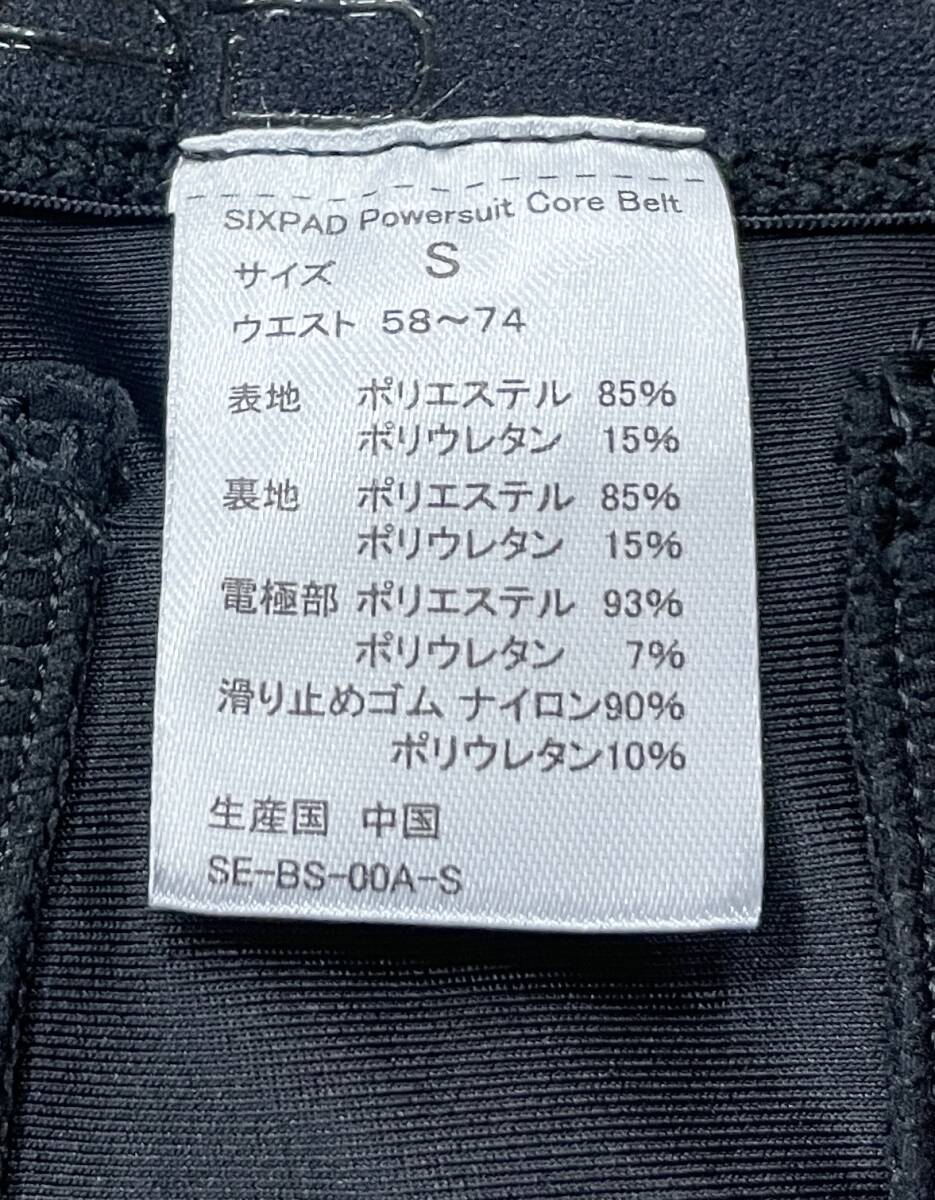 SIXPAD Powersuit Core Belt
サイズ S
ウエスト 58～74
表地 ポリエステル 85%
ポリウレタン 15%
裏地 ポリエステル 85%
ポリウレタン 15%
電極部 ポリエステル 93%
ポリウレタン 7%
滑り止めゴム ナイロン90%
ポリウレタン10%
生産国 中国
SE-BS-00A-S